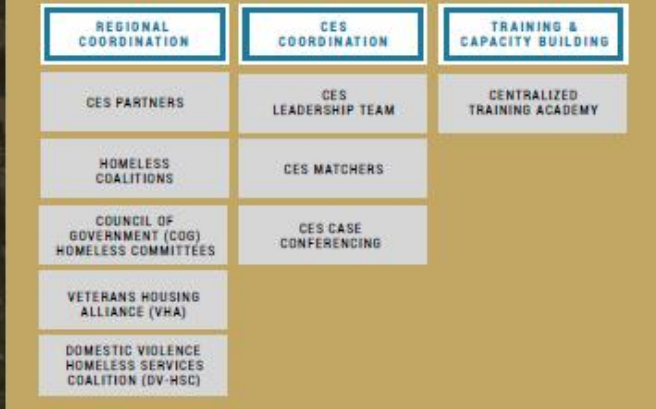 REGIONAL
COORDINATION
CES PARTNERS
HOMELESS
COALITIONS
COUNCIL OF
GOVERNMENT (COG)
HOMELESS COMMITTEES
VETERANS HOUSING
ALLIANCE (VHA)
DOMESTIC VIOLENCE
HOMELESS SERVICES
COALITION (DV-HSC)
CES
COORDINATION
CES
LEADERSHIP TEAM
CES MATCHERS
CES CASE
CONFERENCING
TRAINING &
CAPACITY BUILDING
CENTRALIZED
TRAINING ACADEMY